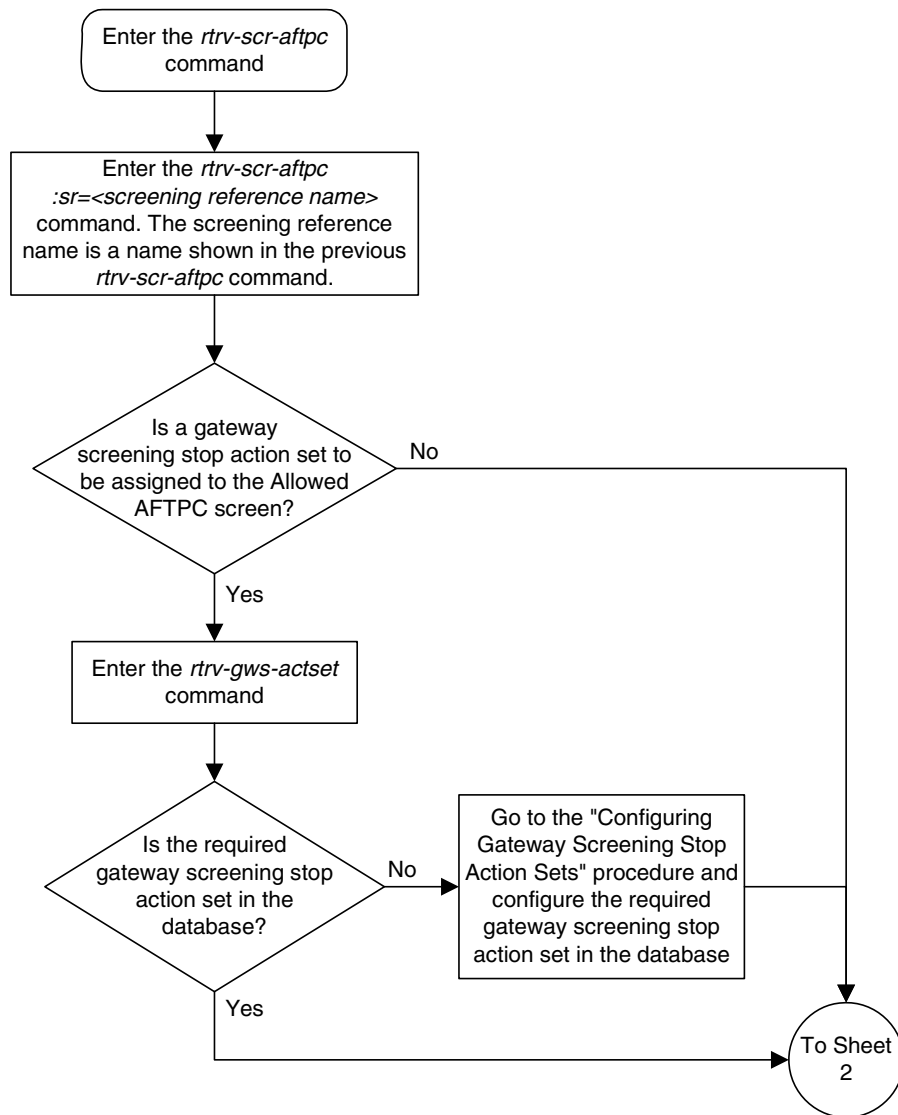 Enter the rtrv-scr-aftpc
command
Enter the rtrv-scr-aftpc
:sr=<screening reference name>
command. The screening reference
name is a name shown in the previous
rtrv-scr-aftpc command.
Is a gateway
screening stop action set to
be assigned to the Allowed
AFTPC screen?
No
Yes
Enter the rtrv-gws-actset
command
Is the required
gateway screening stop
action set in the
database?
No
Go to the "Configuring
Gateway Screening Stop
Action Sets" procedure and
configure the required
gateway screening stop
action set in the database
Yes
To Sheet
2